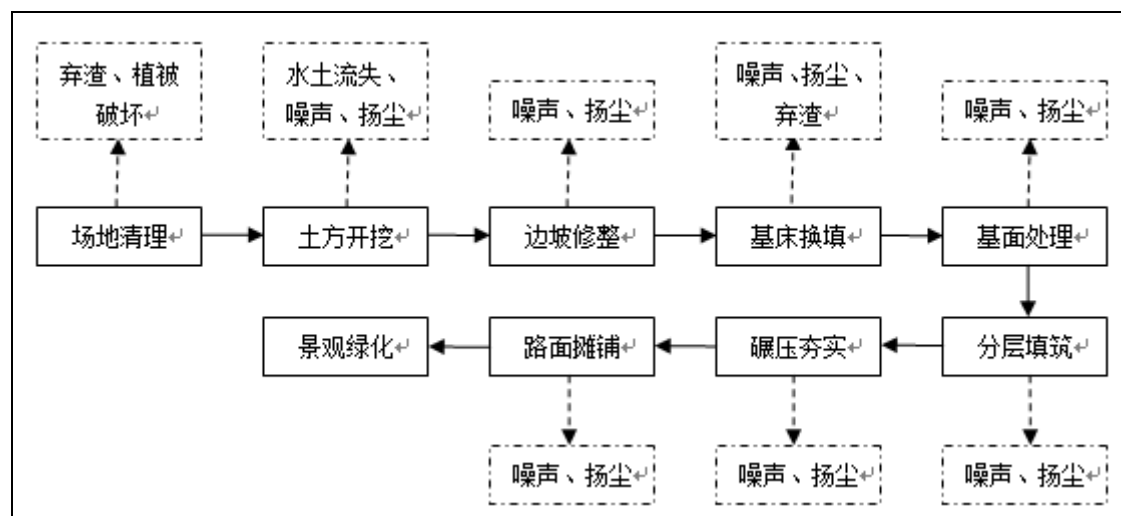 弃渣、植被
破坏↵
水土流失、
噪声、扬尘↵
噪声、扬尘↵
噪声、扬尘、
弃渣↵
噪声、扬尘↵
场地清理↵
土方开挖↵
边坡修整↵
基床换填↵
基面处理↵
景观绿化↵
路面摊铺↵
碾压夯实↵
分层填筑↵
噪声、扬尘↵
噪声、扬尘↵
噪声、扬尘↵